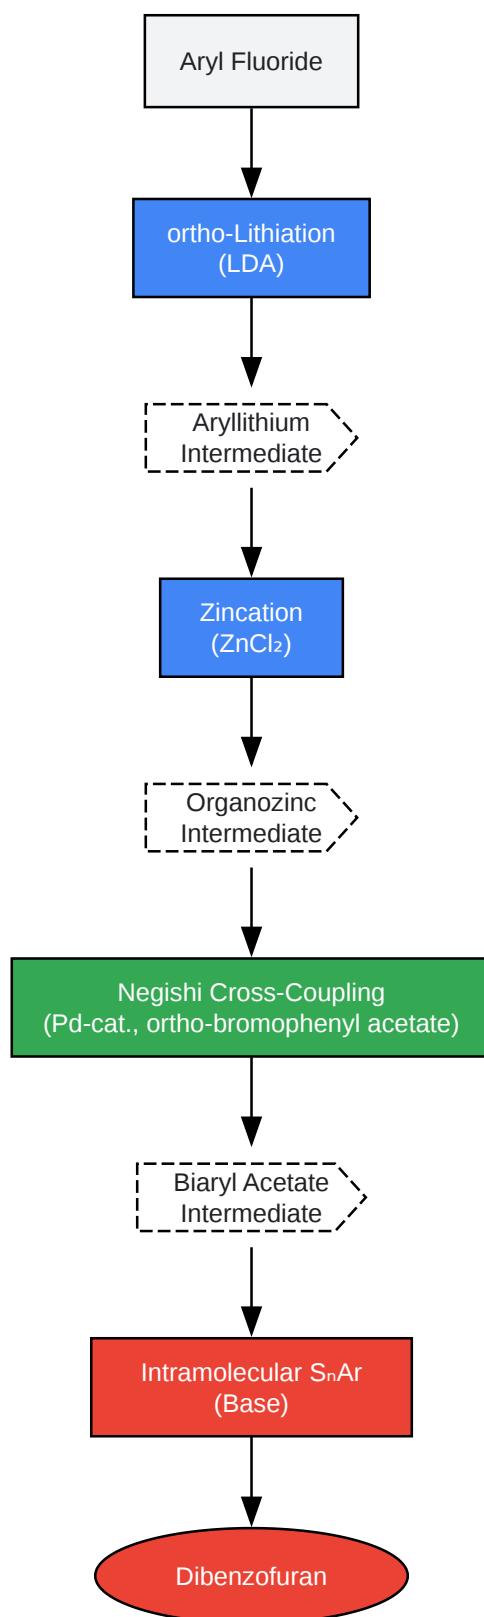 Aryl Fluoride
ortho-Lithiation
(LDA)
Aryllithium
Intermediate
Zincation
(ZnCl₂)
Organozinc
Intermediate
Negishi Cross-Coupling
(Pd-cat., ortho-bromophenyl acetate)
Biaryl Acetate
Intermediate
Intramolecular SₙAr
(Base)
Dibenzofuran